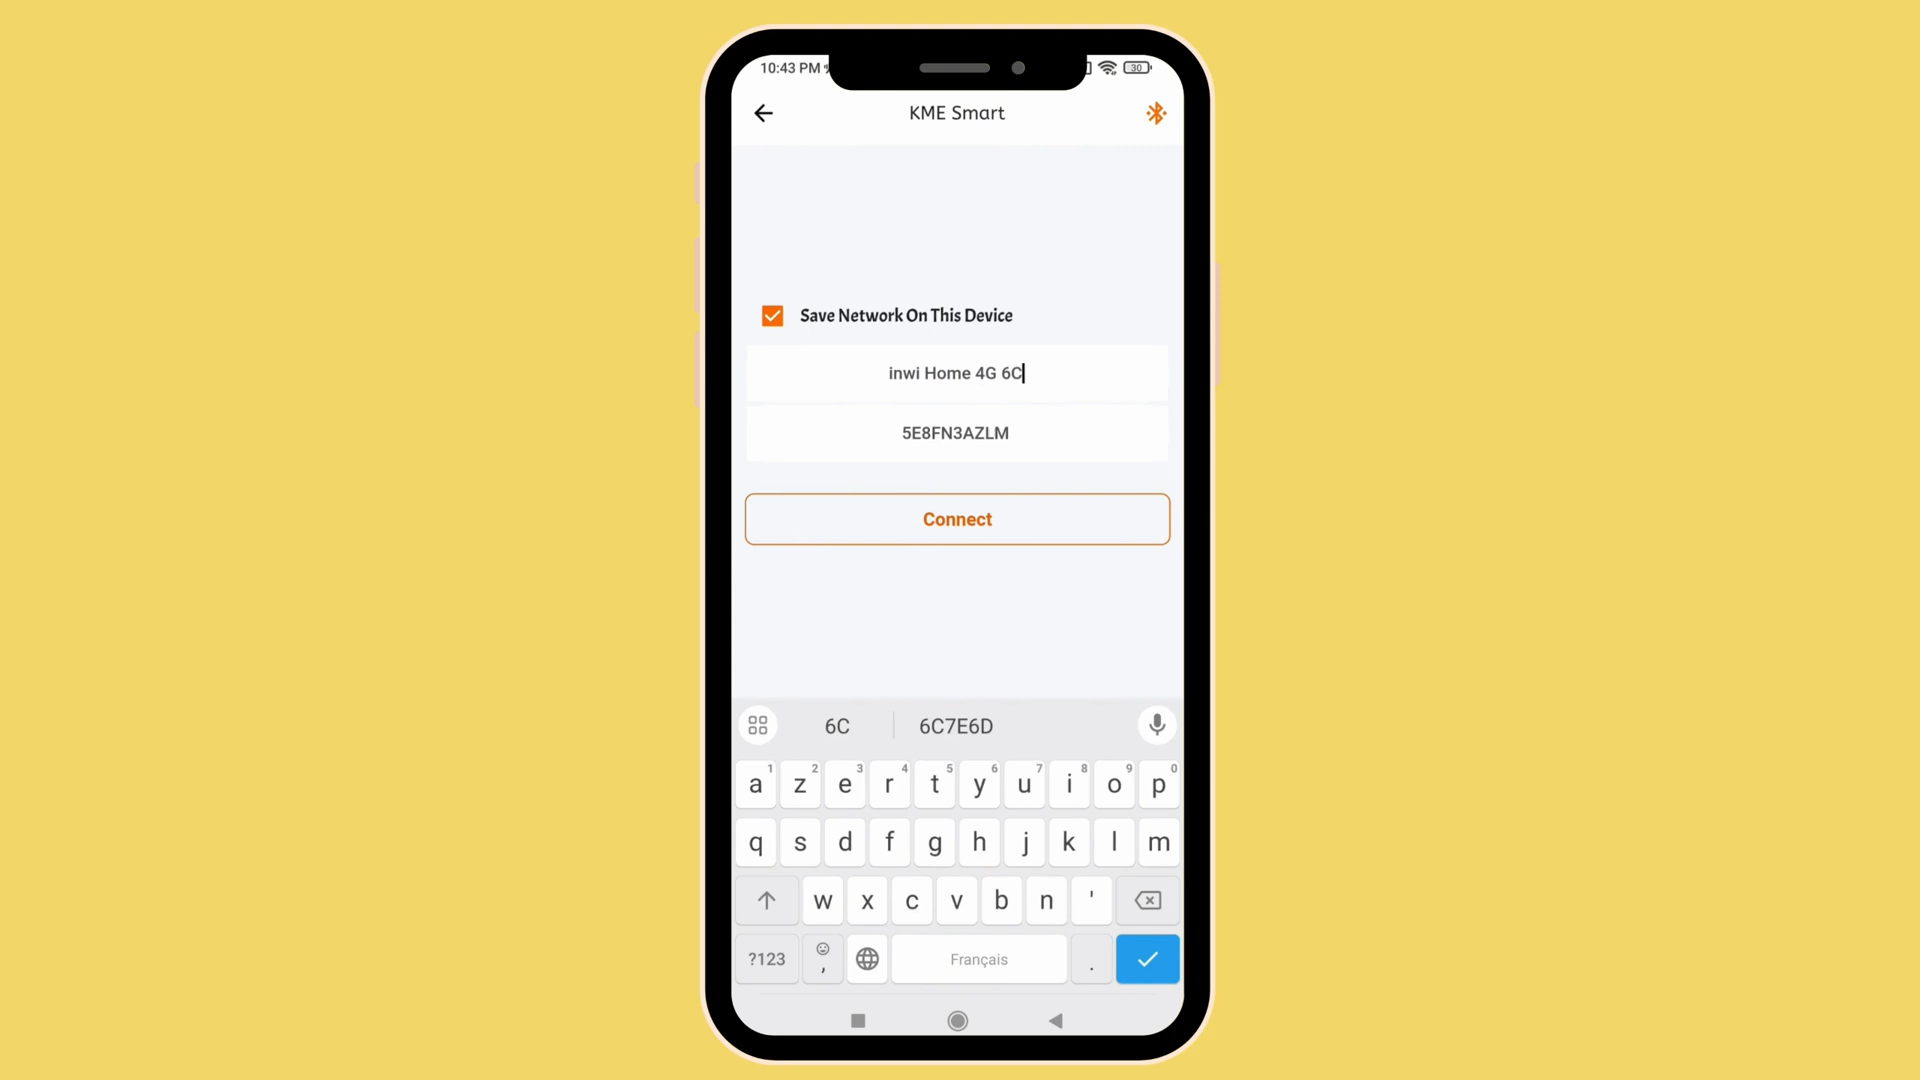 10:43 PM
30
KME Smart
Save Network On This Device
inwi Home 4G 6C
5E8FN3AZLM
Connect
6C 6C7E6D
a 1 z 2 e 3 r 4 t 5 y 6 u 7 i 8 o 9 p 0
q s d f g h j k l m
w x c v b n '
?123 , Français .